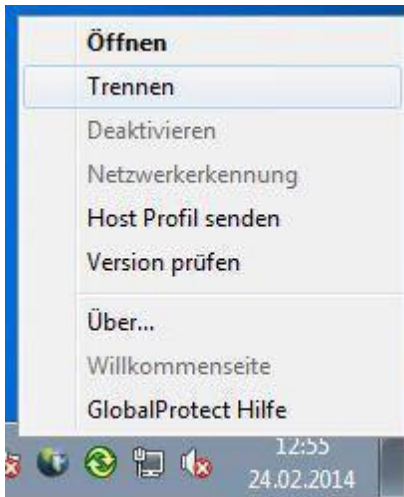 Öffnen
Trennen
Deaktivieren
Netzwerkerkennung
Host Profil senden
Version prüfen
Über...
Willkommenseite
GlobalProtect Hilfe
12:55
24.02.2014